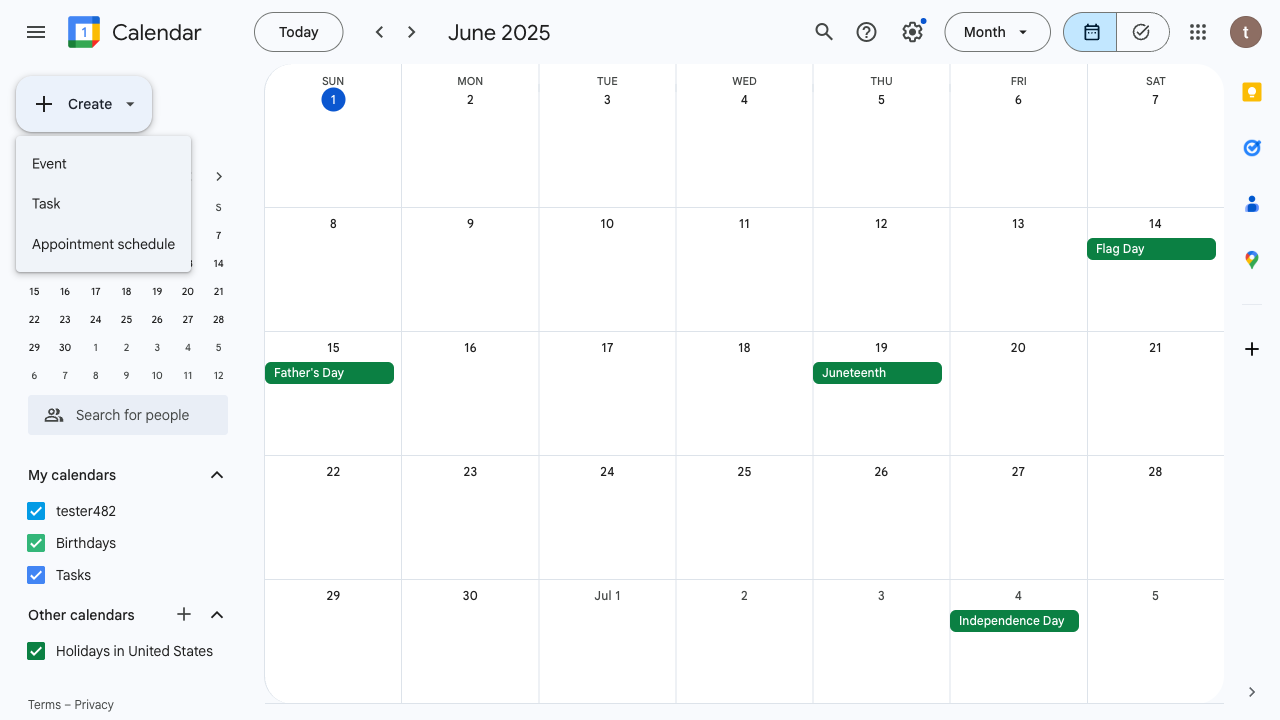 1
Calendar
Today
June 2025
Month
t
Create
Event
Task
Appointment schedule
S
7
14
15 16 17 18 19 20 21
22 23 24 25 26 27 28
29 30 1 2 3 4 5
6 7 8 9 10 11 12
Search for people
My calendars
tester482
Birthdays
Tasks
Other calendars
Holidays in United States
Terms – Privacy
SUN MON TUE WED THU FRI SAT
1 2 3 4 5 6 7
8 9 10 11 12 13 14
Flag Day
15 16 17 18 19 20 21
Father's Day Juneteenth
22 23 24 25 26 27 28
29 30 Jul 1 2 3 4 5
Independence Day